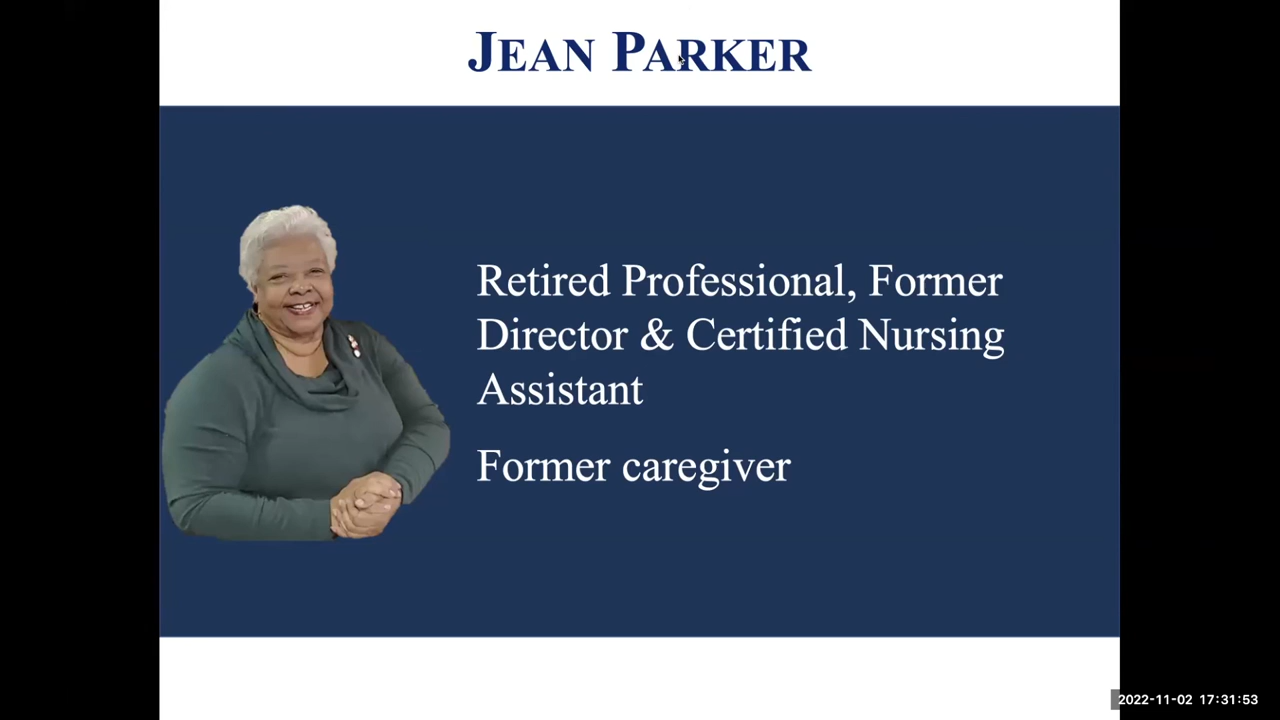 JEAN PARKER
Retired Professional, Former
Director & Certified Nursing
Assistant
Former caregiver
2022-11-02 17:31:53